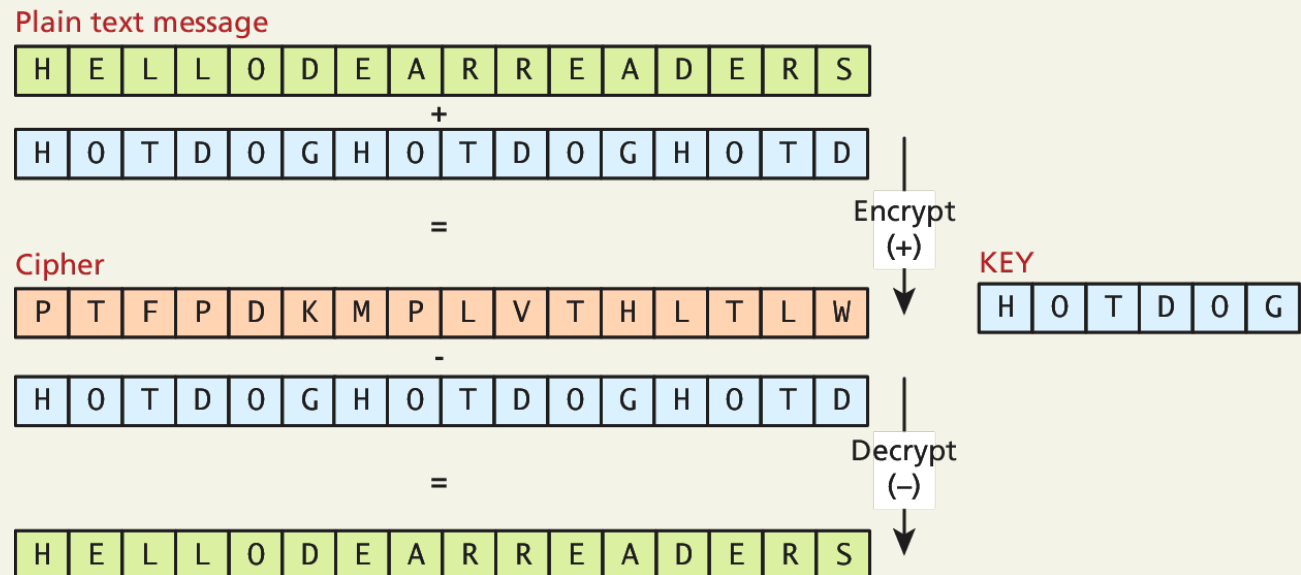 Plain text message
H E L L O D E A R R E A D E R S
+
H O T D O G H O T D O G H O T D
=
Encrypt
(+)
Cipher
P T F P D K M P L V T H L T L W
-
H O T D O G H O T D O G H O T D
=
Decrypt
(–)
H E L L O D E A R R E A D E R S
KEY
H O T D O G